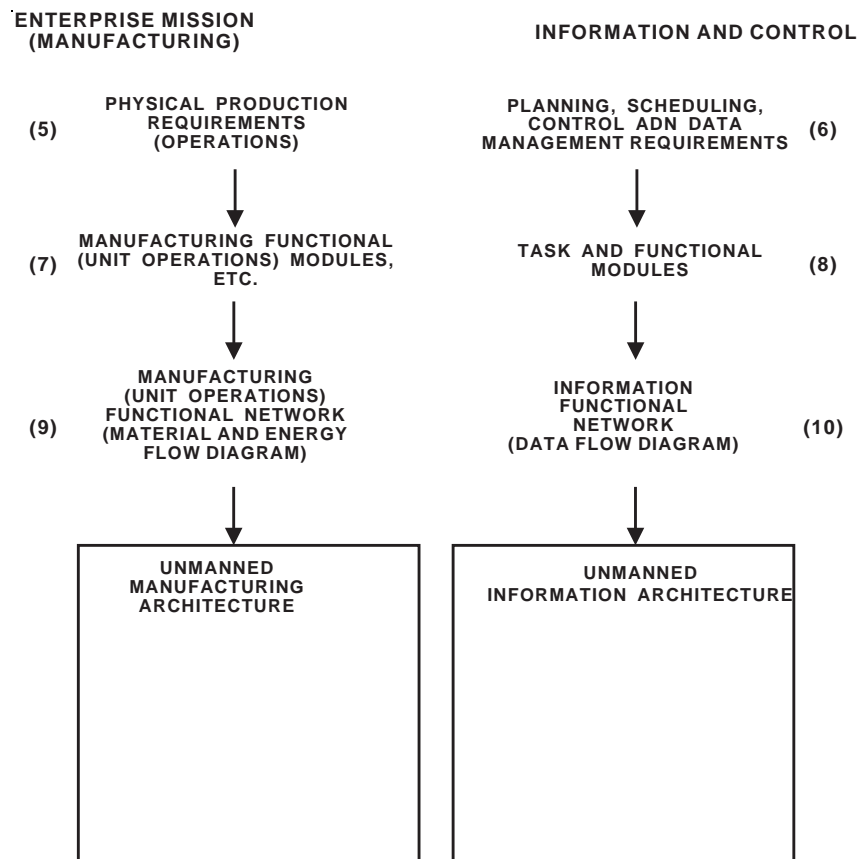 ENTERPRISE MISSION
(MANUFACTURING)
INFORMATION AND CONTROL
(5)
PHYSICAL PRODUCTION
REQUIREMENTS
(OPERATIONS)
PLANNING, SCHEDULING,
CONTROL ADN DATA
MANAGEMENT REQUIREMENTS
(6)
(7)
MANUFACTURING FUNCTIONAL
(UNIT OPERATIONS) MODULES,
ETC.
TASK AND FUNCTIONAL
MODULES
(8)
(9)
MANUFACTURING
(UNIT OPERATIONS)
FUNCTIONAL NETWORK
(MATERIAL AND ENERGY
FLOW DIAGRAM)
INFORMATION
FUNCTIONAL
NETWORK
(DATA FLOW DIAGRAM)
(10)
UNMANNED
MANUFACTURING
ARCHITECTURE
UNMANNED
INFORMATION ARCHITECTURE